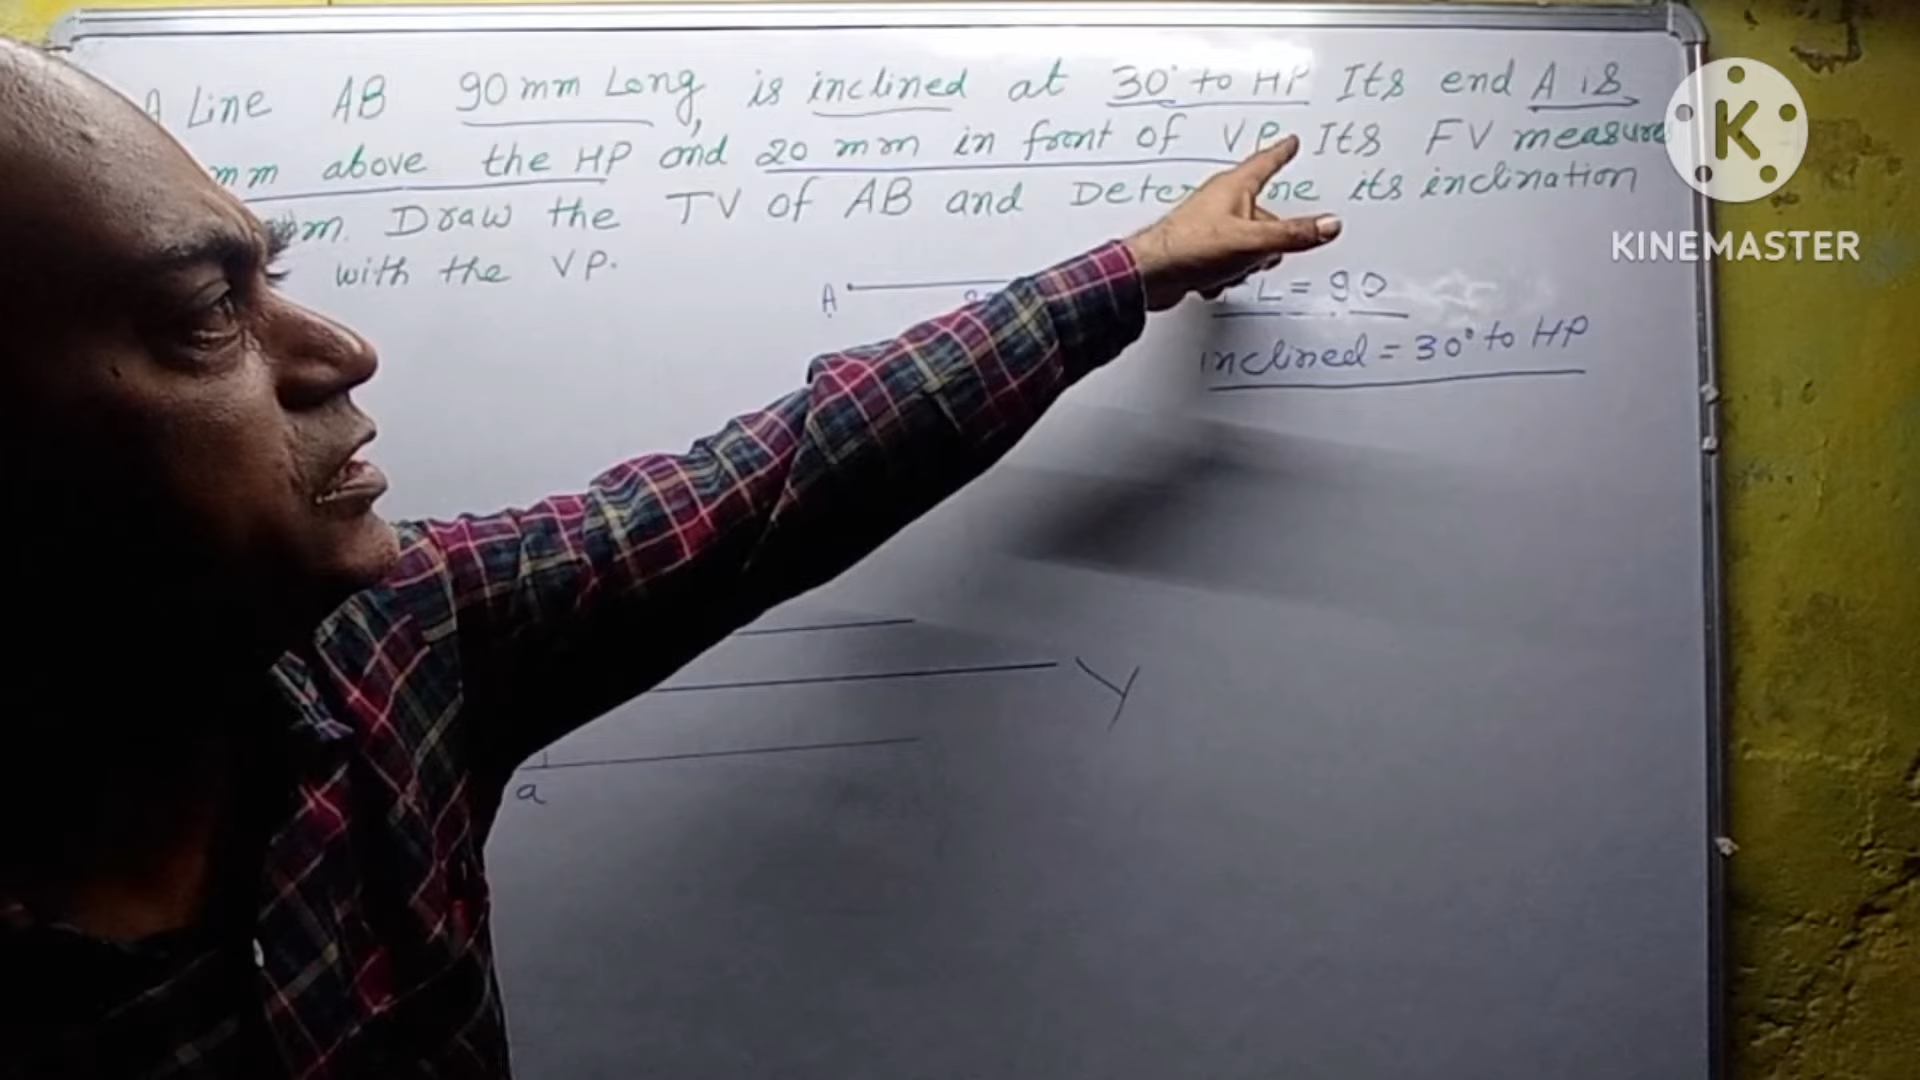 A Line AB 90mm Long, is inclined at 30° to HP Its end A is
mm above the HP and 20 mm in front of VP. Its FV measure
mm. Draw the TV of AB and its inclination
with the VP.
A
L = 90
inclined = 30° to HP
Y
a
K
KINEMASTER